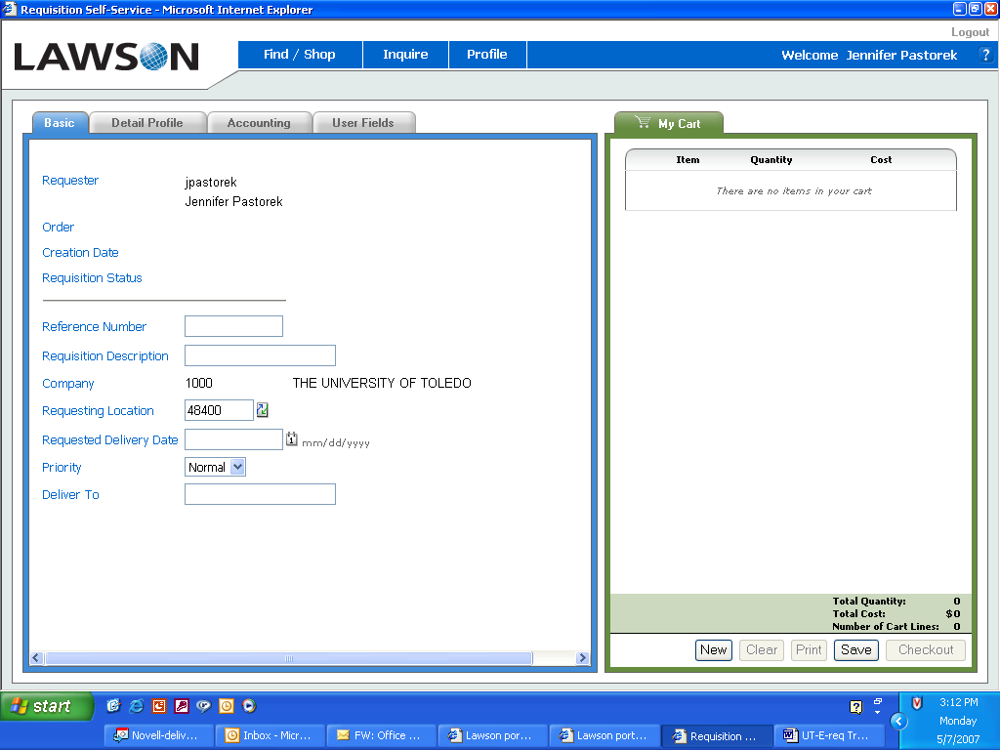 Requisition Self-Service - Microsoft Internet Explorer
Logout
LAWSON
Find / Shop Inquire Profile Welcome Jennifer Pastorek ?
Basic Detail Profile Accounting User Fields
My Cart
Requester jpastorek
Jennifer Pastorek
Order
Creation Date
Requisition Status
Reference Number
Requisition Description
Company 1000 THE UNIVERSITY OF TOLEDO
Requesting Location 48400
Requested Delivery Date mm/dd/yyyy
Priority Normal
Deliver To
Item Quantity Cost
There are no items in your cart
Total Quantity: 0
Total Cost: $0
Number of Cart Lines: 0
New Clear Print Save Checkout
start
Novell-deliv... Inbox - Micr... FW: Office ... Lawson por... Lawson port... Requisition ... UT-E-req Tr...
3:12 PM
Monday
5/7/2007